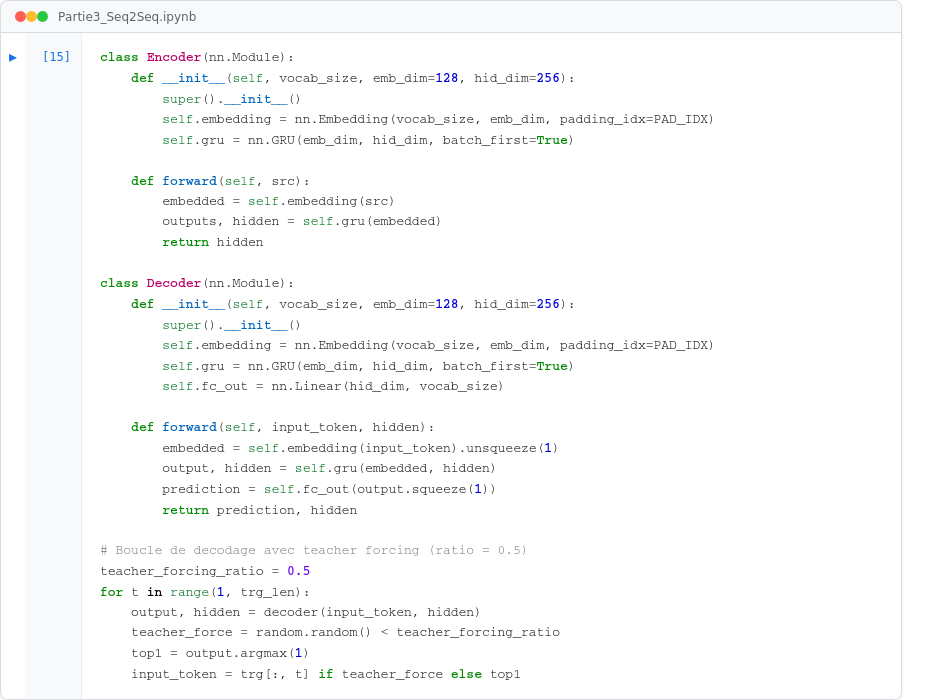 Partie3_Seq2Seq.ipynb
[15]
class Encoder(nn.Module):
    def __init__(self, vocab_size, emb_dim=128, hid_dim=256):
        super().__init__()
        self.embedding = nn.Embedding(vocab_size, emb_dim, padding_idx=PAD_IDX)
        self.gru = nn.GRU(emb_dim, hid_dim, batch_first=True)

    def forward(self, src):
        embedded = self.embedding(src)
        outputs, hidden = self.gru(embedded)
        return hidden

class Decoder(nn.Module):
    def __init__(self, vocab_size, emb_dim=128, hid_dim=256):
        super().__init__()
        self.embedding = nn.Embedding(vocab_size, emb_dim, padding_idx=PAD_IDX)
        self.gru = nn.GRU(emb_dim, hid_dim, batch_first=True)
        self.fc_out = nn.Linear(hid_dim, vocab_size)

    def forward(self, input_token, hidden):
        embedded = self.embedding(input_token).unsqueeze(1)
        output, hidden = self.gru(embedded, hidden)
        prediction = self.fc_out(output.squeeze(1))
        return prediction, hidden

# Boucle de decodage avec teacher forcing (ratio = 0.5)
teacher_forcing_ratio = 0.5
for t in range(1, trg_len):
    output, hidden = decoder(input_token, hidden)
    teacher_force = random.random() < teacher_forcing_ratio
    top1 = output.argmax(1)
    input_token = trg[:, t] if teacher_force else top1